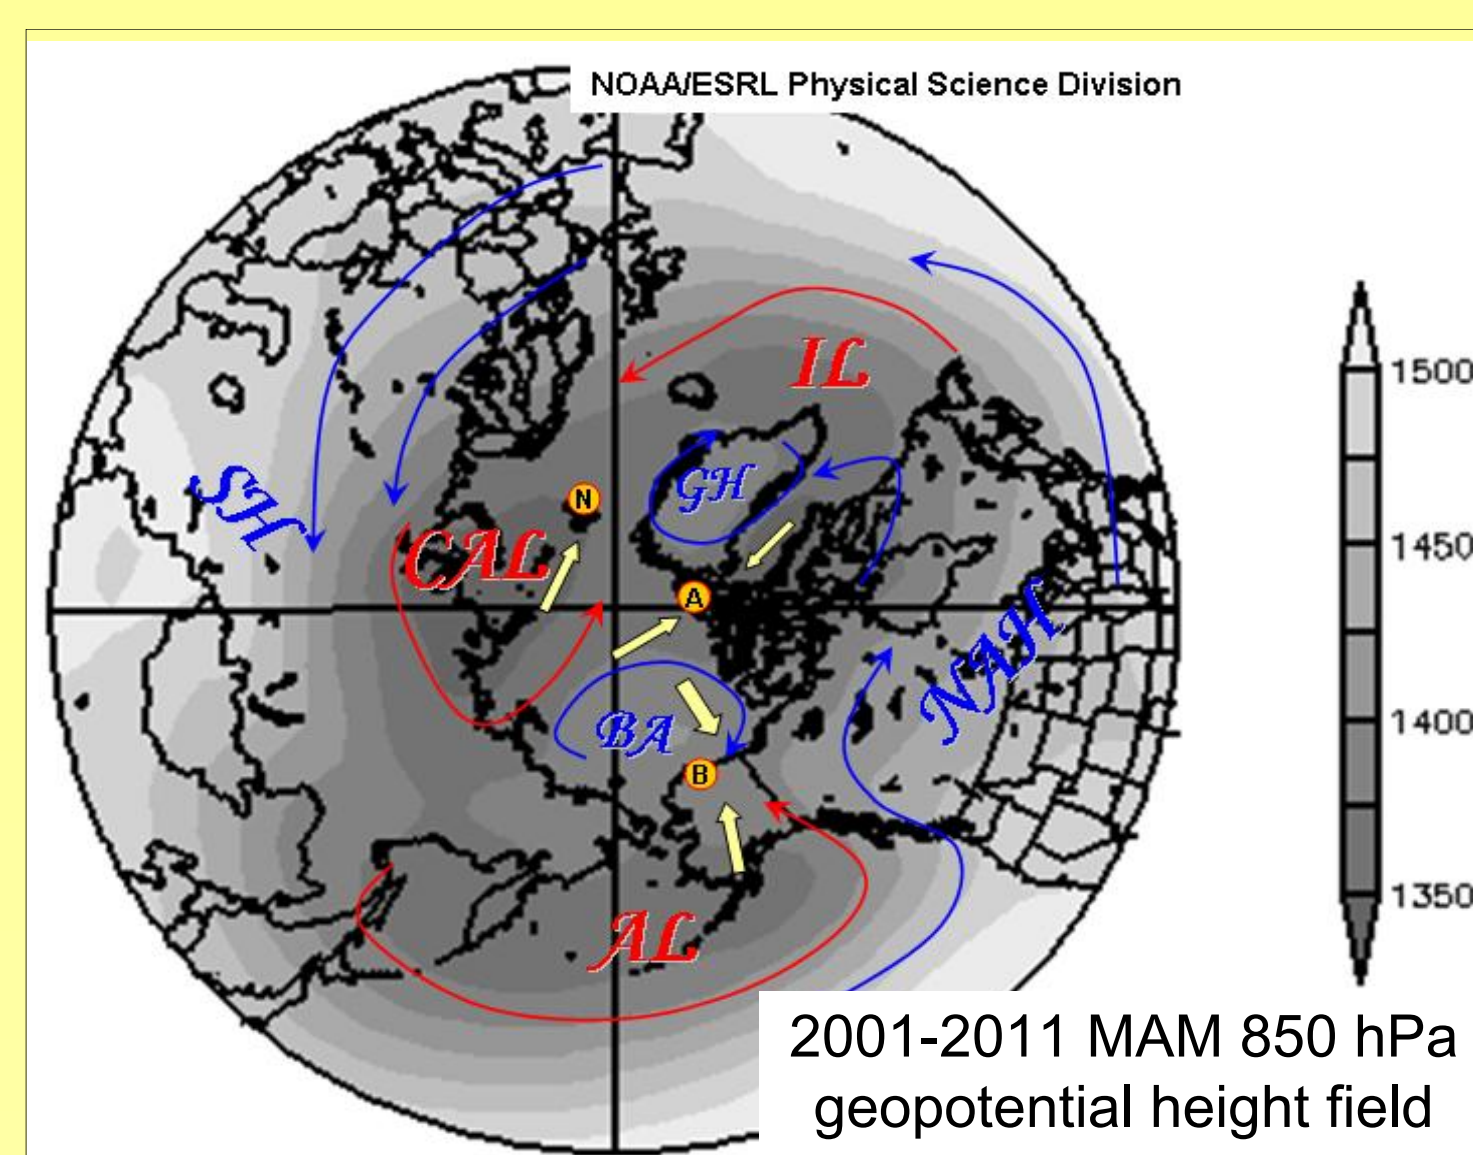 NOAA/ESRL Physical Science Division
IL
1500
SH
GH
N
CAL
1450
A
NAH
BA
1400
B
1350
AL
2001-2011 MAM 850 hPa
geopotential height field